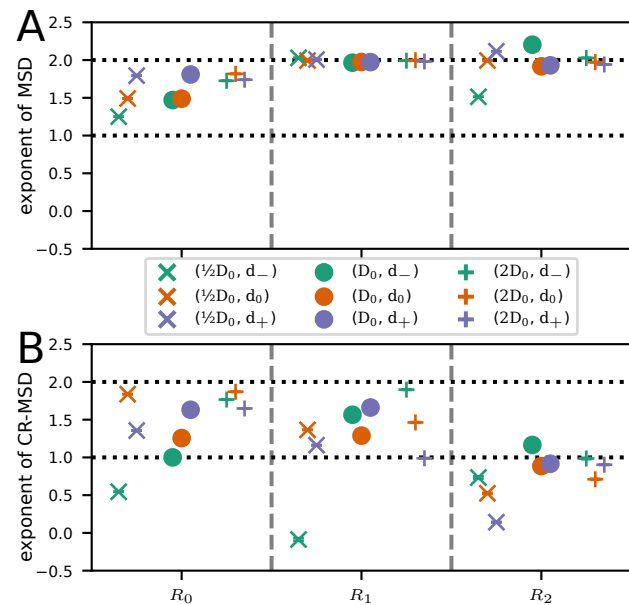 A
2.5
2.0
1.5
1.0
0.5
0.0
−0.5
exponent of MSD
(½D₀, d₋) (D₀, d₋) (2D₀, d₋)
(½D₀, d₀) (D₀, d₀) (2D₀, d₀)
(½D₀, d₊) (D₀, d₊) (2D₀, d₊)
B
2.5
2.0
1.5
1.0
0.5
0.0
−0.5
exponent of CR-MSD
R₀ R₁ R₂